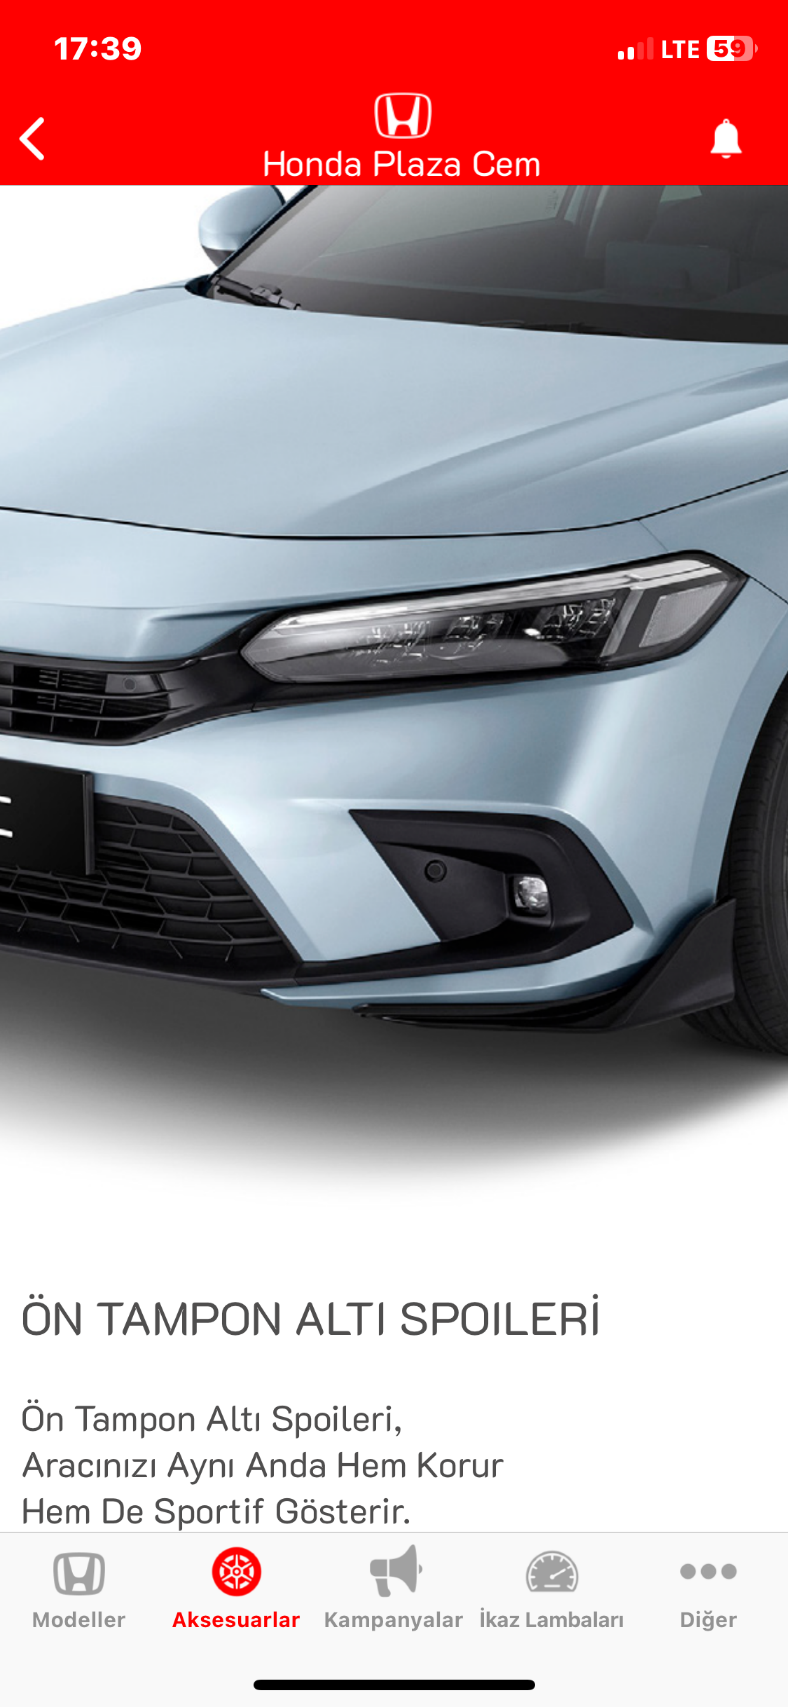 17:39
LTE 59
Honda Plaza Cem
C
ÖN TAMPON ALTI SPOILERİ
Ön Tampon Altı Spoileri,
Aracınızı Aynı Anda Hem Korur
Hem De Sportif Gösterir.
Modeller
Aksesuarlar
Kampanyalar
İkaz Lambaları
Diğer